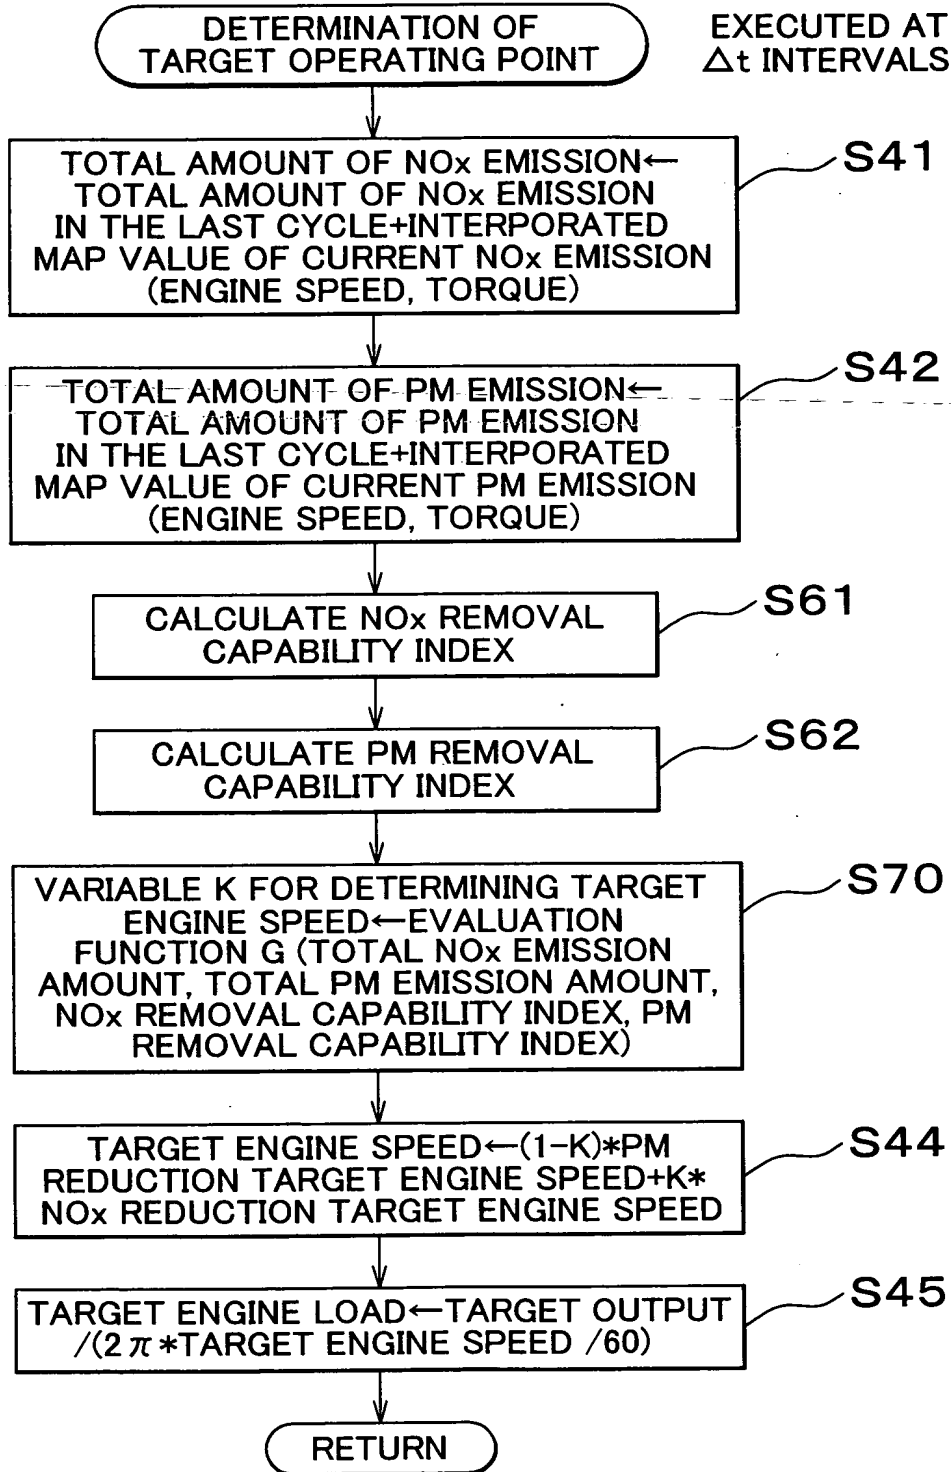 DETERMINATION OF
TARGET OPERATING POINT
EXECUTED AT
Δt INTERVALS
TOTAL AMOUNT OF NOx EMISSION←
TOTAL AMOUNT OF NOx EMISSION
IN THE LAST CYCLE+INTERPORATED
MAP VALUE OF CURRENT NOx EMISSION
(ENGINE SPEED, TORQUE)
S41
TOTAL AMOUNT OF PM EMISSION←
TOTAL AMOUNT OF PM EMISSION
IN THE LAST CYCLE+INTERPORATED
MAP VALUE OF CURRENT PM EMISSION
(ENGINE SPEED, TORQUE)
S42
CALCULATE NOx REMOVAL
CAPABILITY INDEX
S61
CALCULATE PM REMOVAL
CAPABILITY INDEX
S62
VARIABLE K FOR DETERMINING TARGET
ENGINE SPEED←EVALUATION
FUNCTION G (TOTAL NOx EMISSION
AMOUNT, TOTAL PM EMISSION AMOUNT,
NOx REMOVAL CAPABILITY INDEX, PM
REMOVAL CAPABILITY INDEX)
S70
TARGET ENGINE SPEED←(1-K)*PM
REDUCTION TARGET ENGINE SPEED+K*
NOx REDUCTION TARGET ENGINE SPEED
S44
TARGET ENGINE LOAD←TARGET OUTPUT
/(2π*TARGET ENGINE SPEED /60)
S45
RETURN